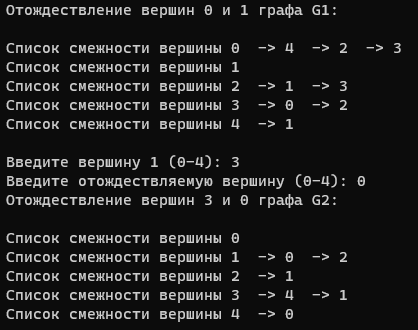 Отождествление вершин 0 и 1 графа G1:
Список смежности вершины 0 -> 4 -> 2 -> 3
Список смежности вершины 1
Список смежности вершины 2 -> 1 -> 3
Список смежности вершины 3 -> 0 -> 2
Список смежности вершины 4 -> 1
Введите вершину 1 (0-4): 3
Введите отождествляемую вершину (0-4): 0
Отождествление вершин 3 и 0 графа G2:
Список смежности вершины 0
Список смежности вершины 1 -> 0 -> 2
Список смежности вершины 2 -> 1
Список смежности вершины 3 -> 4 -> 1
Список смежности вершины 4 -> 0